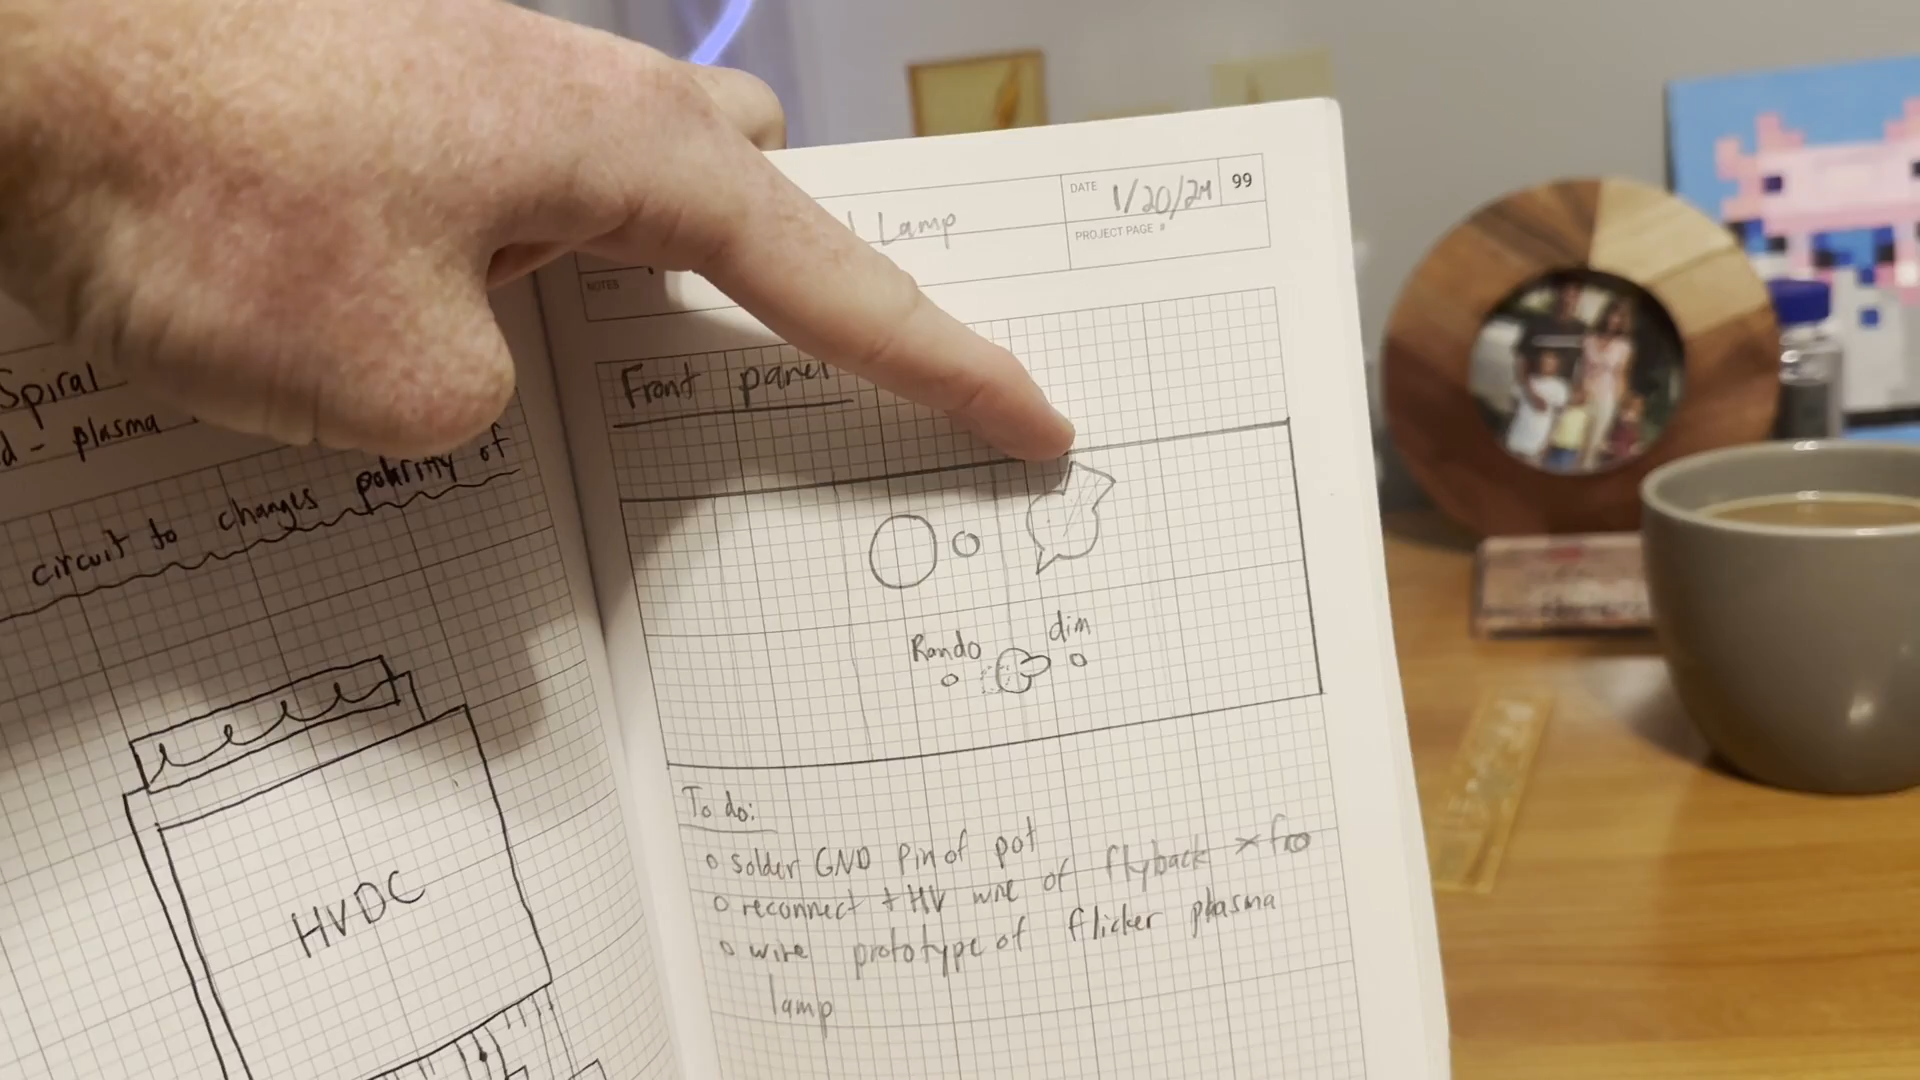 Spiral
d - plasma
circuit to changes polarity of
HVDC
Lamp
DATE 1/20/24 99
PROJECT PAGE #
NOTES
Front panel
Rando dim
To do:
o solder GND pin of pot
o reconnect + HV wire of flyback xfro
o wire prototype of flicker plasma
lamp